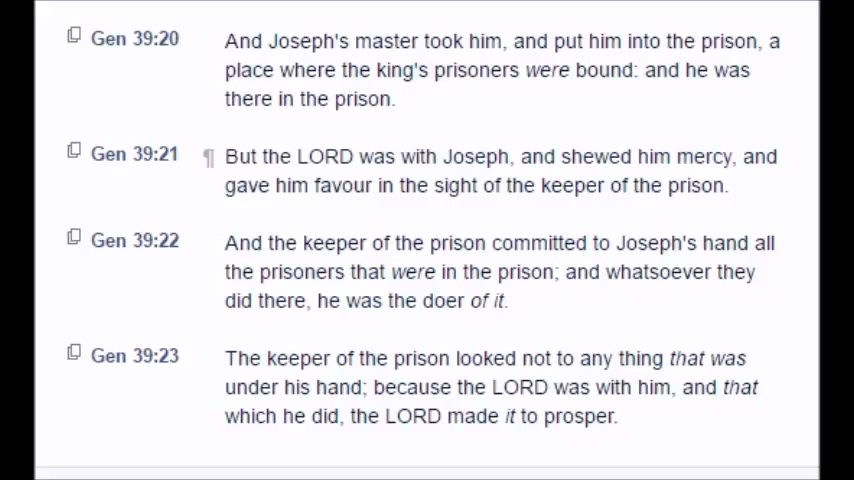 Gen 39:20 And Joseph's master took him, and put him into the prison, a
place where the king's prisoners were bound: and he was
there in the prison.
Gen 39:21 ¶ But the LORD was with Joseph, and shewed him mercy, and
gave him favour in the sight of the keeper of the prison.
Gen 39:22 And the keeper of the prison committed to Joseph's hand all
the prisoners that were in the prison; and whatsoever they
did there, he was the doer of it.
Gen 39:23 The keeper of the prison looked not to any thing that was
under his hand; because the LORD was with him, and that
which he did, the LORD made it to prosper.